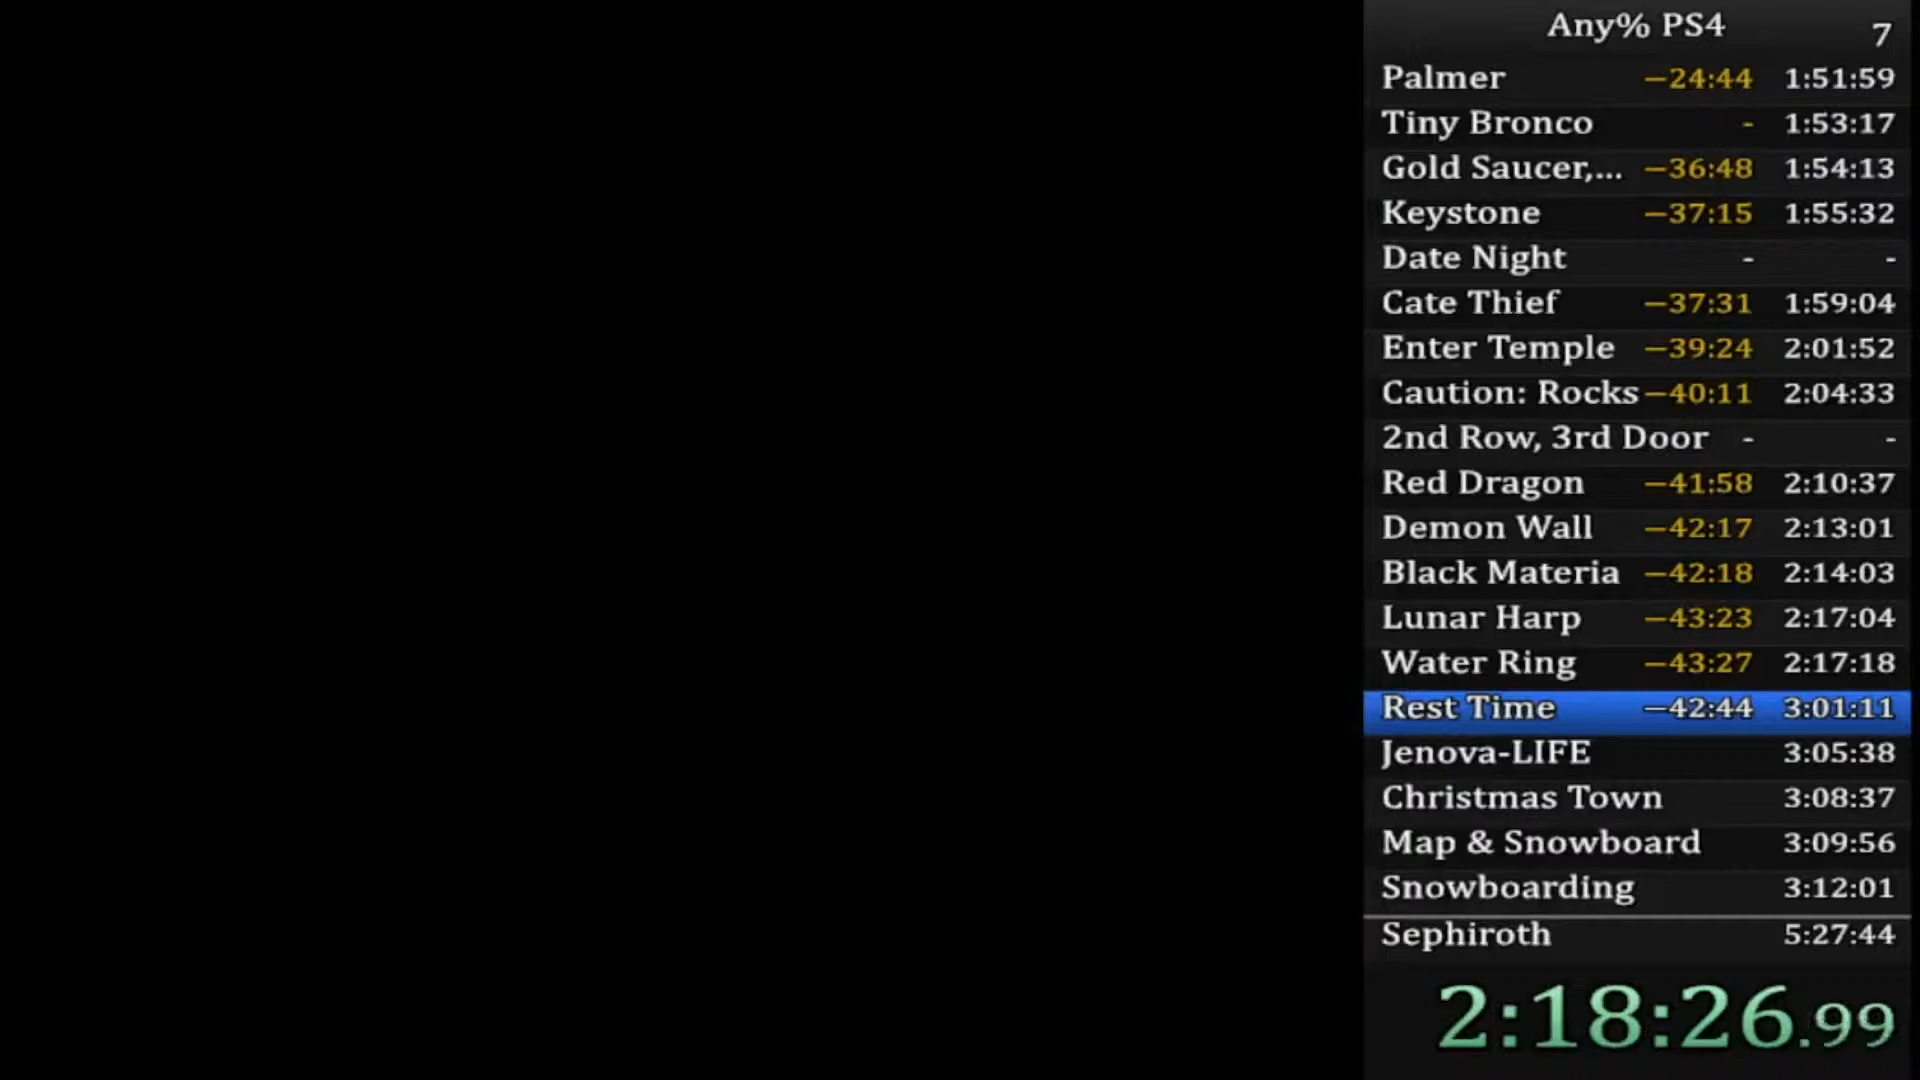 Any% PS4 7
Palmer −24:44 1:51:59
Tiny Bronco - 1:53:17
Gold Saucer,... −36:48 1:54:13
Keystone −37:15 1:55:32
Date Night - -
Cate Thief −37:31 1:59:04
Enter Temple −39:24 2:01:52
Caution: Rocks −40:11 2:04:33
2nd Row, 3rd Door - -
Red Dragon −41:58 2:10:37
Demon Wall −42:17 2:13:01
Black Materia −42:18 2:14:03
Lunar Harp −43:23 2:17:04
Water Ring −43:27 2:17:18
Rest Time −42:44 3:01:11
Jenova-LIFE 3:05:38
Christmas Town 3:08:37
Map & Snowboard 3:09:56
Snowboarding 3:12:01
Sephiroth 5:27:44
2:18:26.99